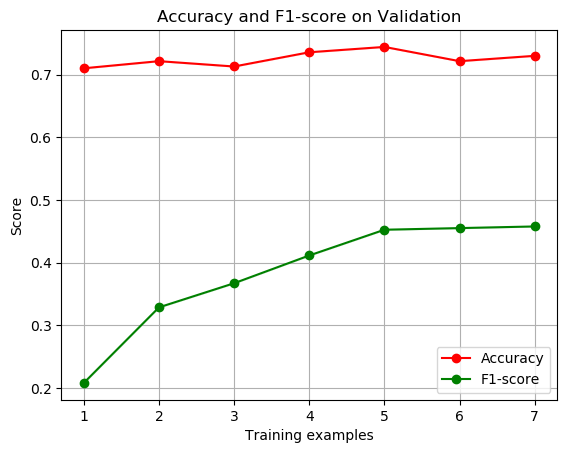 Accuracy and F1-score on Validation
Score
0.7
0.6
0.5
0.4
0.3
0.2
Accuracy
F1-score
1 2 3 4 5 6 7
Training examples